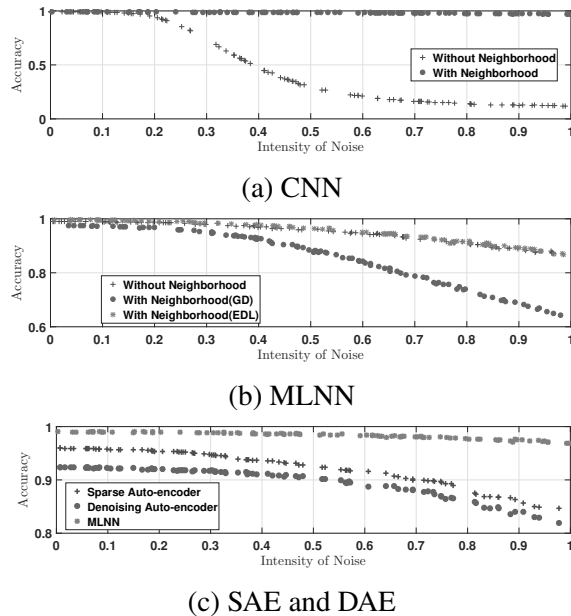 1
Accuracy
0.5
Without Neighborhood
With Neighborhood
0
0 0.1 0.2 0.3 0.4 0.5 0.6 0.7 0.8 0.9 1
Intensity of Noise
(a) CNN
1
Accuracy
0.8
Without Neighborhood
With Neighborhood(GD)
With Neighborhood(EDL)
0.6
0 0.1 0.2 0.3 0.4 0.5 0.6 0.7 0.8 0.9 1
Intensity of Noise
(b) MLNN
1
Accuracy
0.9
Sparse Auto-encoder
Denoising Auto-encoder
MLNN
0.8
0 0.1 0.2 0.3 0.4 0.5 0.6 0.7 0.8 0.9 1
Intensity of Noise
(c) SAE and DAE